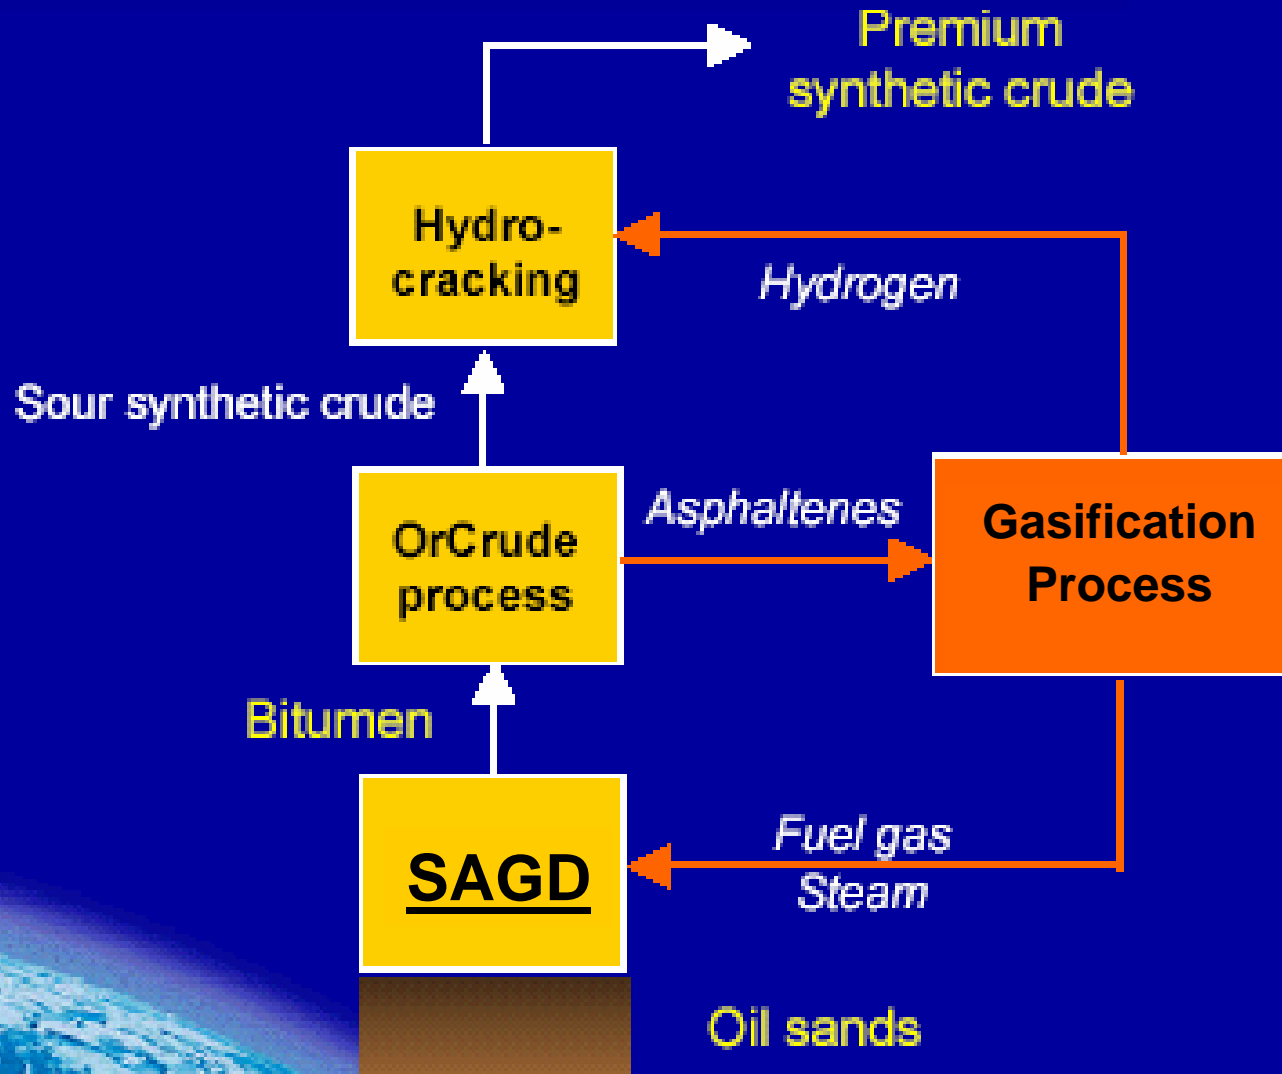 Premium
synthetic crude
Hydro-
cracking
Hydrogen
Sour synthetic crude
Asphaltenes
Gasification
Process
OrCrude
process
Bitumen
SAGD
Fuel gas
Steam
Oil sands